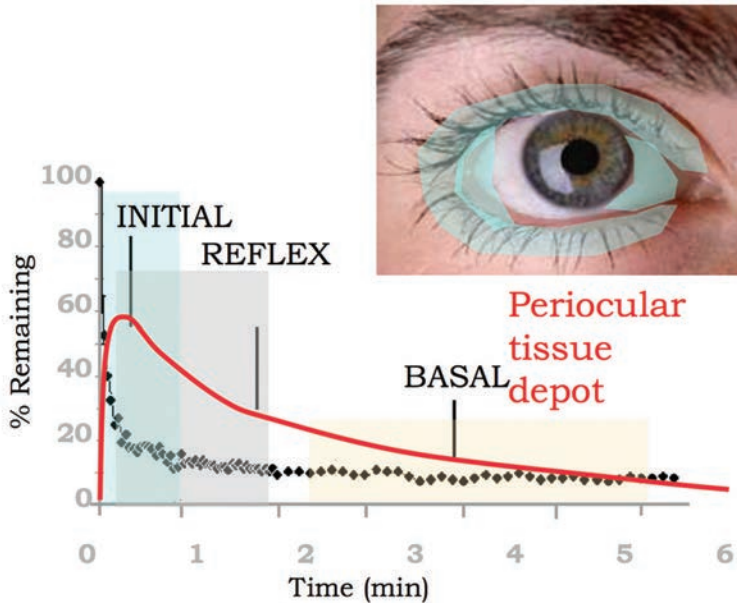 100
INITIAL
80
REFLEX
60
% Remaining
Periocular
tissue
depot
40
BASAL
20
0
0 1 2 3 4 5 6
Time (min)